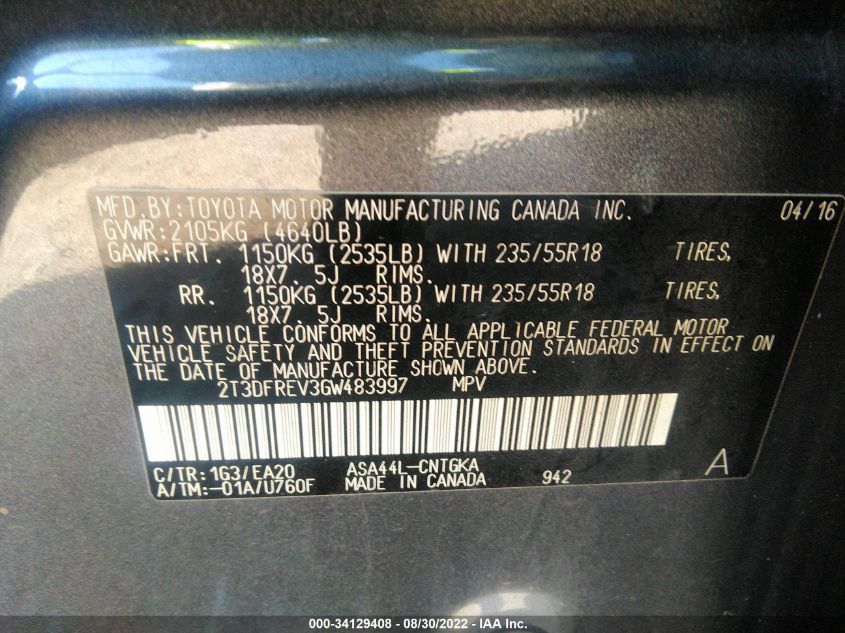 MFD. BY: TOYOTA MOTOR MANUFACTURING CANADA INC. 04/16
GVWR: 2105KG (4640LB)
GAWR: FRT. 1150KG (2535LB) WITH 235/55R18 TIRES,
18X7. 5J RIMS.
RR. 1150KG (2535LB) WITH 235/55R18 TIRES,
18X7. 5J RIMS.
THIS VEHICLE CONFORMS TO ALL APPLICABLE FEDERAL MOTOR
VEHICLE SAFETY AND THEFT PREVENTION STANDARDS IN EFFECT ON
THE DATE OF MANUFACTURE SHOWN ABOVE.
2T3DFREV3GW483997 MPV
C/TR: 1G3/EA20 ASA44L-CNTGKA 942 A
A/TM: -01A/U760F MADE IN CANADA
000-34129408 - 08/30/2022 - IAA Inc.